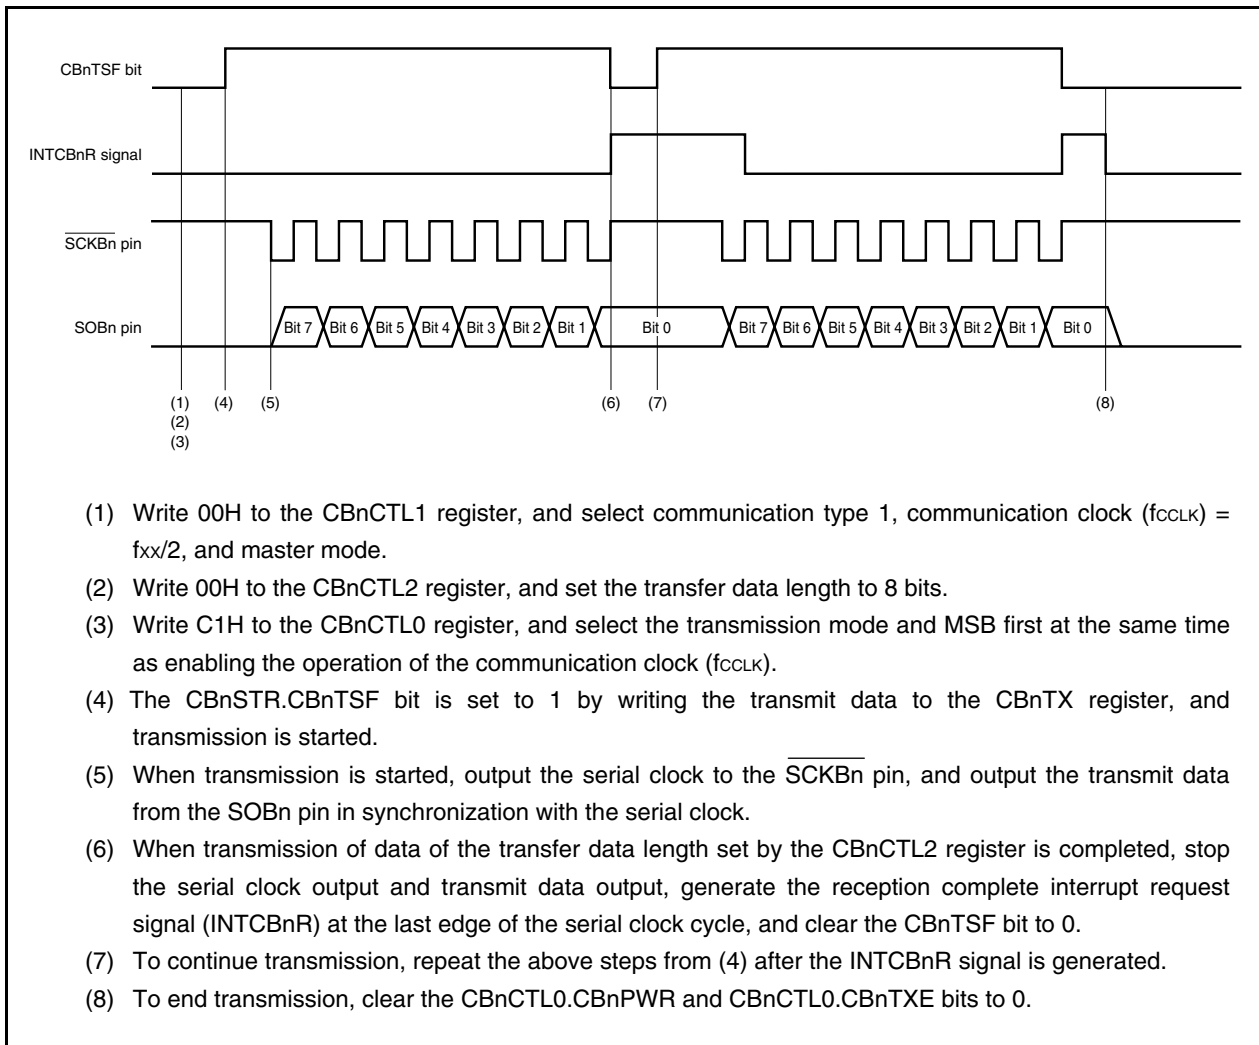 CBnTSF bit
INTCBnR signal
SCKBn pin
SOBn pin
Bit 7 Bit 6 Bit 5 Bit 4 Bit 3 Bit 2 Bit 1 Bit 0 Bit 7 Bit 6 Bit 5 Bit 4 Bit 3 Bit 2 Bit 1 Bit 0
(1) (4) (5) (6) (7) (8)
(2)
(3)
(1) Write 00H to the CBnCTL1 register, and select communication type 1, communication clock (fCCLK) =
fxx/2, and master mode.
(2) Write 00H to the CBnCTL2 register, and set the transfer data length to 8 bits.
(3) Write C1H to the CBnCTL0 register, and select the transmission mode and MSB first at the same time
as enabling the operation of the communication clock (fCCLK).
(4) The CBnSTR.CBnTSF bit is set to 1 by writing the transmit data to the CBnTX register, and
transmission is started.
(5) When transmission is started, output the serial clock to the SCKBn pin, and output the transmit data
from the SOBn pin in synchronization with the serial clock.
(6) When transmission of data of the transfer data length set by the CBnCTL2 register is completed, stop
the serial clock output and transmit data output, generate the reception complete interrupt request
signal (INTCBnR) at the last edge of the serial clock cycle, and clear the CBnTSF bit to 0.
(7) To continue transmission, repeat the above steps from (4) after the INTCBnR signal is generated.
(8) To end transmission, clear the CBnCTL0.CBnPWR and CBnCTL0.CBnTXE bits to 0.